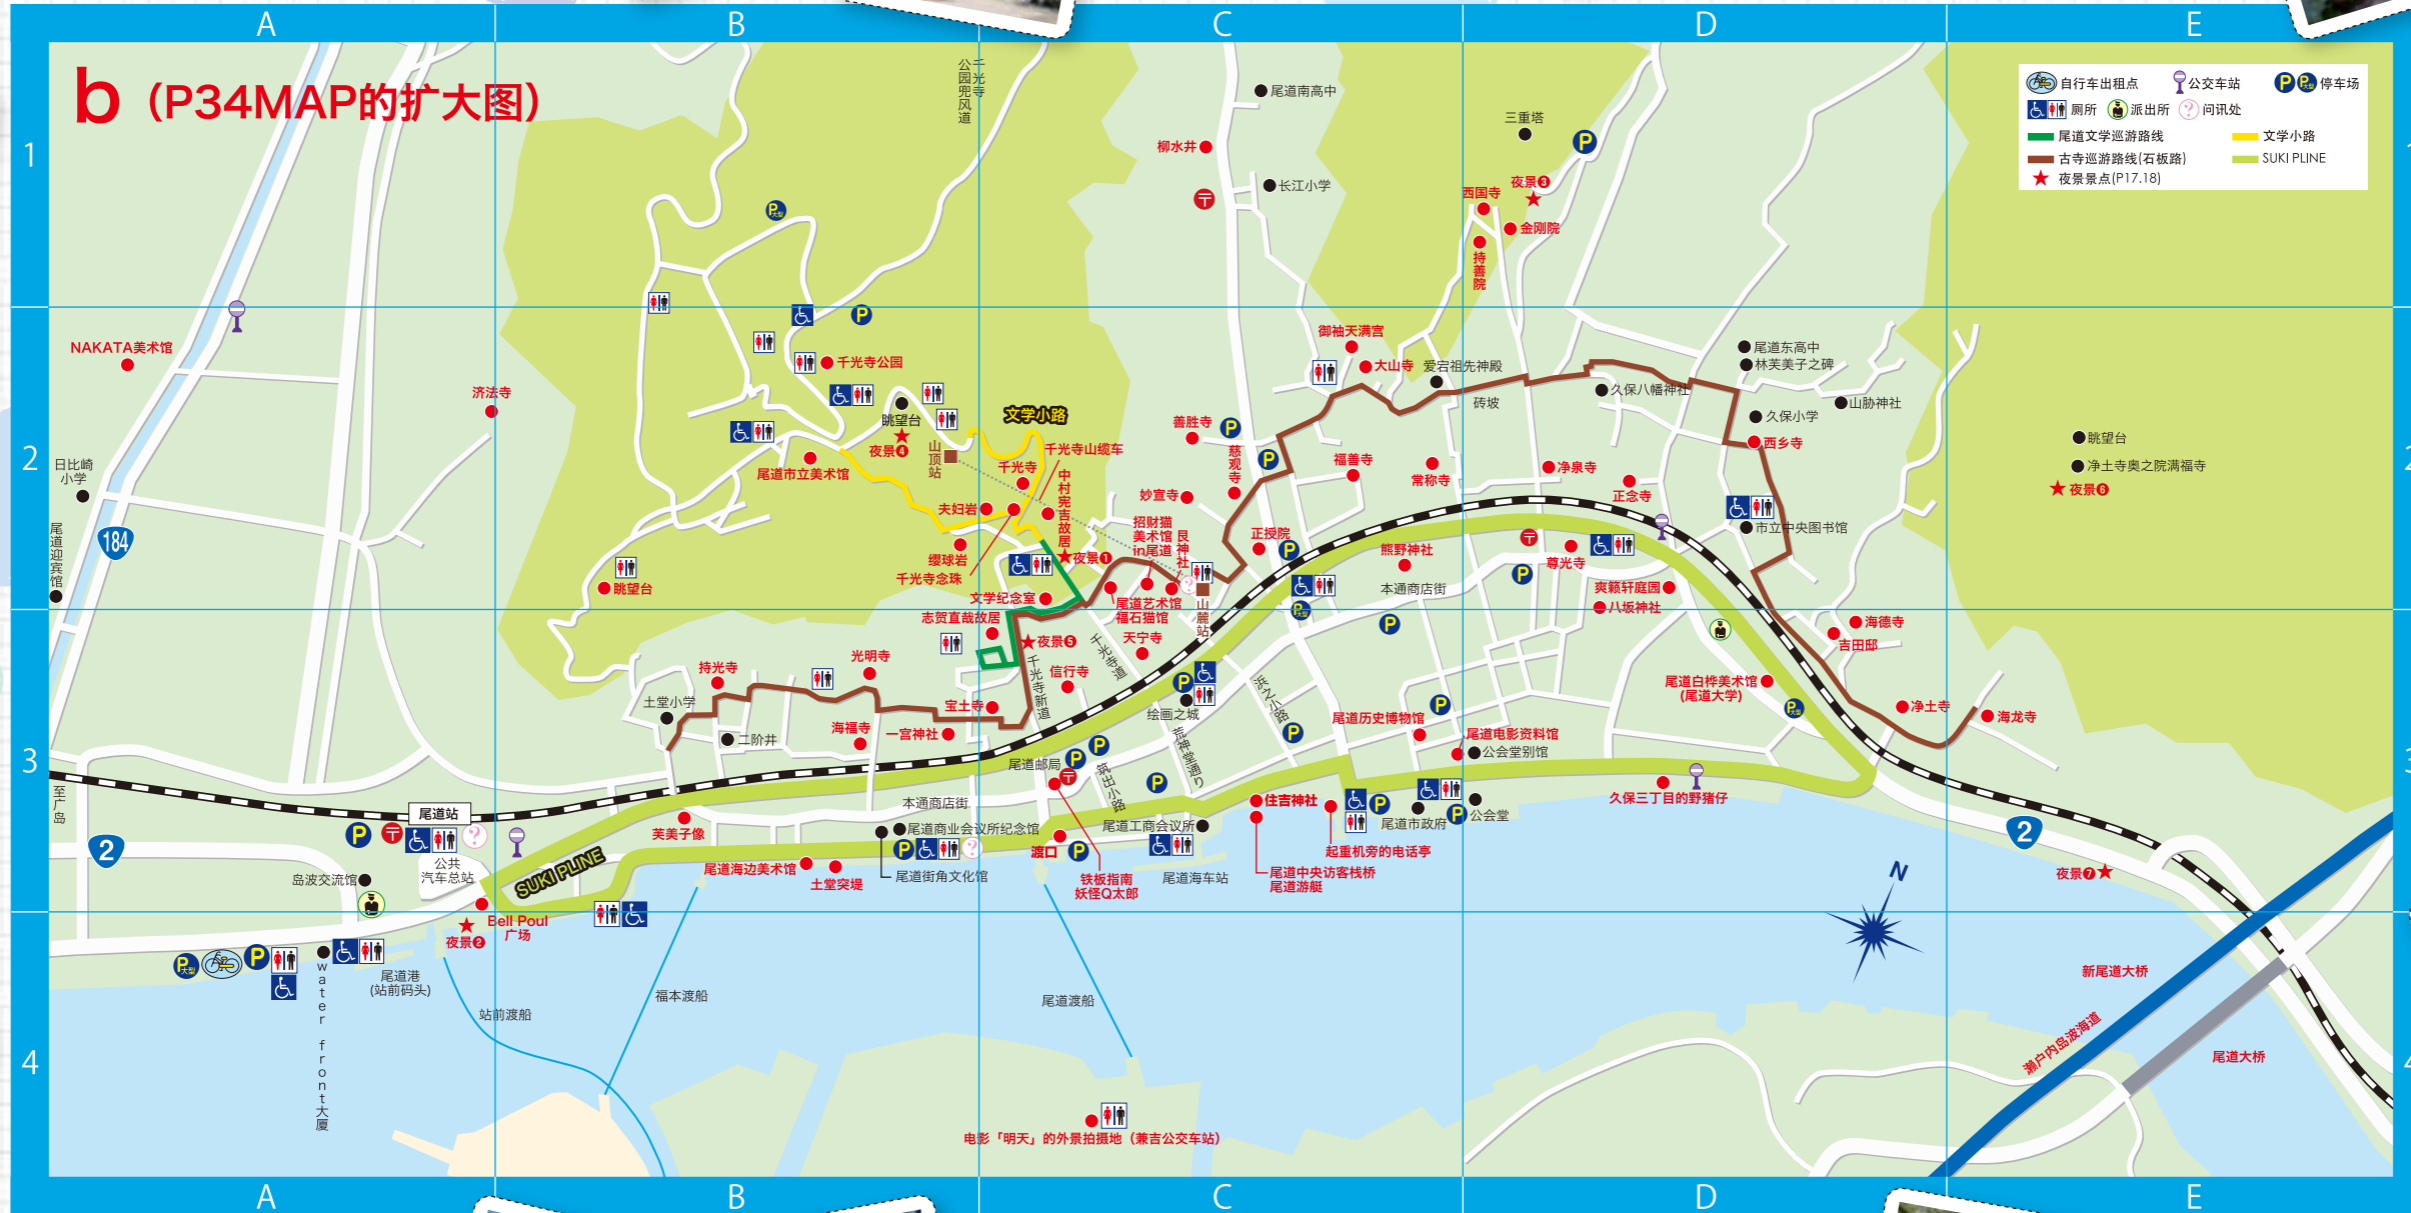 A
B
C
D
E
b（P34MAP的扩大图）
自行车出租点
公交车站
P
P大型
停车场
厕所
派出所
?
问讯处
尾道文学巡游路线
文学小路
古寺巡游路线(石板路)
SUKI PLINE
夜景景点(P17.18)
1
千光寺
公园兜风道
尾道南高中
柳水井
长江小学
三重塔
西国寺
夜景❸
金刚院
持善院
2
NAKATA美术馆
济法寺
日比崎
小学
尾道迎宾馆
184
千光寺公园
眺望台
夜景❹
山顶站
尾道市立美术馆
文学小路
千光寺山缆车
千光寺
中村宪吉故居
夫妇岩
缨球岩
千光寺念珠
夜景❶
文学纪念室
眺望台
御袖天满宫
大山寺
爱宕祖先神殿
砖坡
善胜寺
慈观寺
妙宣寺
福善寺
常称寺
招财猫
美术馆
in尾道
艮神社
正授院
尾道艺术馆
福石猫馆
山麓站
熊野神社
本通商店街
净泉寺
正念寺
尊光寺
爽籁轩庭园
八坂神社
久保八幡神社
尾道东高中
林芙美子之碑
久保小学
西乡寺
山胁神社
市立中央图书馆
眺望台
净土寺奥之院满福寺
夜景❻
3
志贺直哉故居
夜景❺
千光寺新道
千光寺道
天宁寺
信行寺
光明寺
持光寺
土堂小学
二阶井
海福寺
一宫神社
宝土寺
绘画之城
浜之小路
荒神堂通り
筑出小路
尾道邮局
尾道历史博物馆
尾道电影资料馆
公会堂别馆
尾道白桦美术馆
(尾道大学)
海德寺
吉田邸
净土寺
海龙寺
至广岛
尾道站
2
公共
汽车总站
岛波交流馆
芙美子像
本通商店街
尾道商业会议所纪念馆
尾道街角文化馆
尾道海边美术馆
土堂突堤
SUKI PLINE
渡口
铁板指南
妖怪Q太郎
尾道工商会议所
尾道海车站
住吉神社
尾道中央访客栈桥
尾道游艇
起重机旁的电话亭
尾道市政府
公会堂
久保三丁目的野猪仔
2
夜景❼
4
Bell Poul
广场
夜景❷
water front大厦
尾道港
(站前码头)
站前渡船
福本渡船
尾道渡船
电影「明天」的外景拍摄地（兼吉公交车站）
N
新尾道大桥
濑户内岛波海道
尾道大桥
A
B
C
D
E